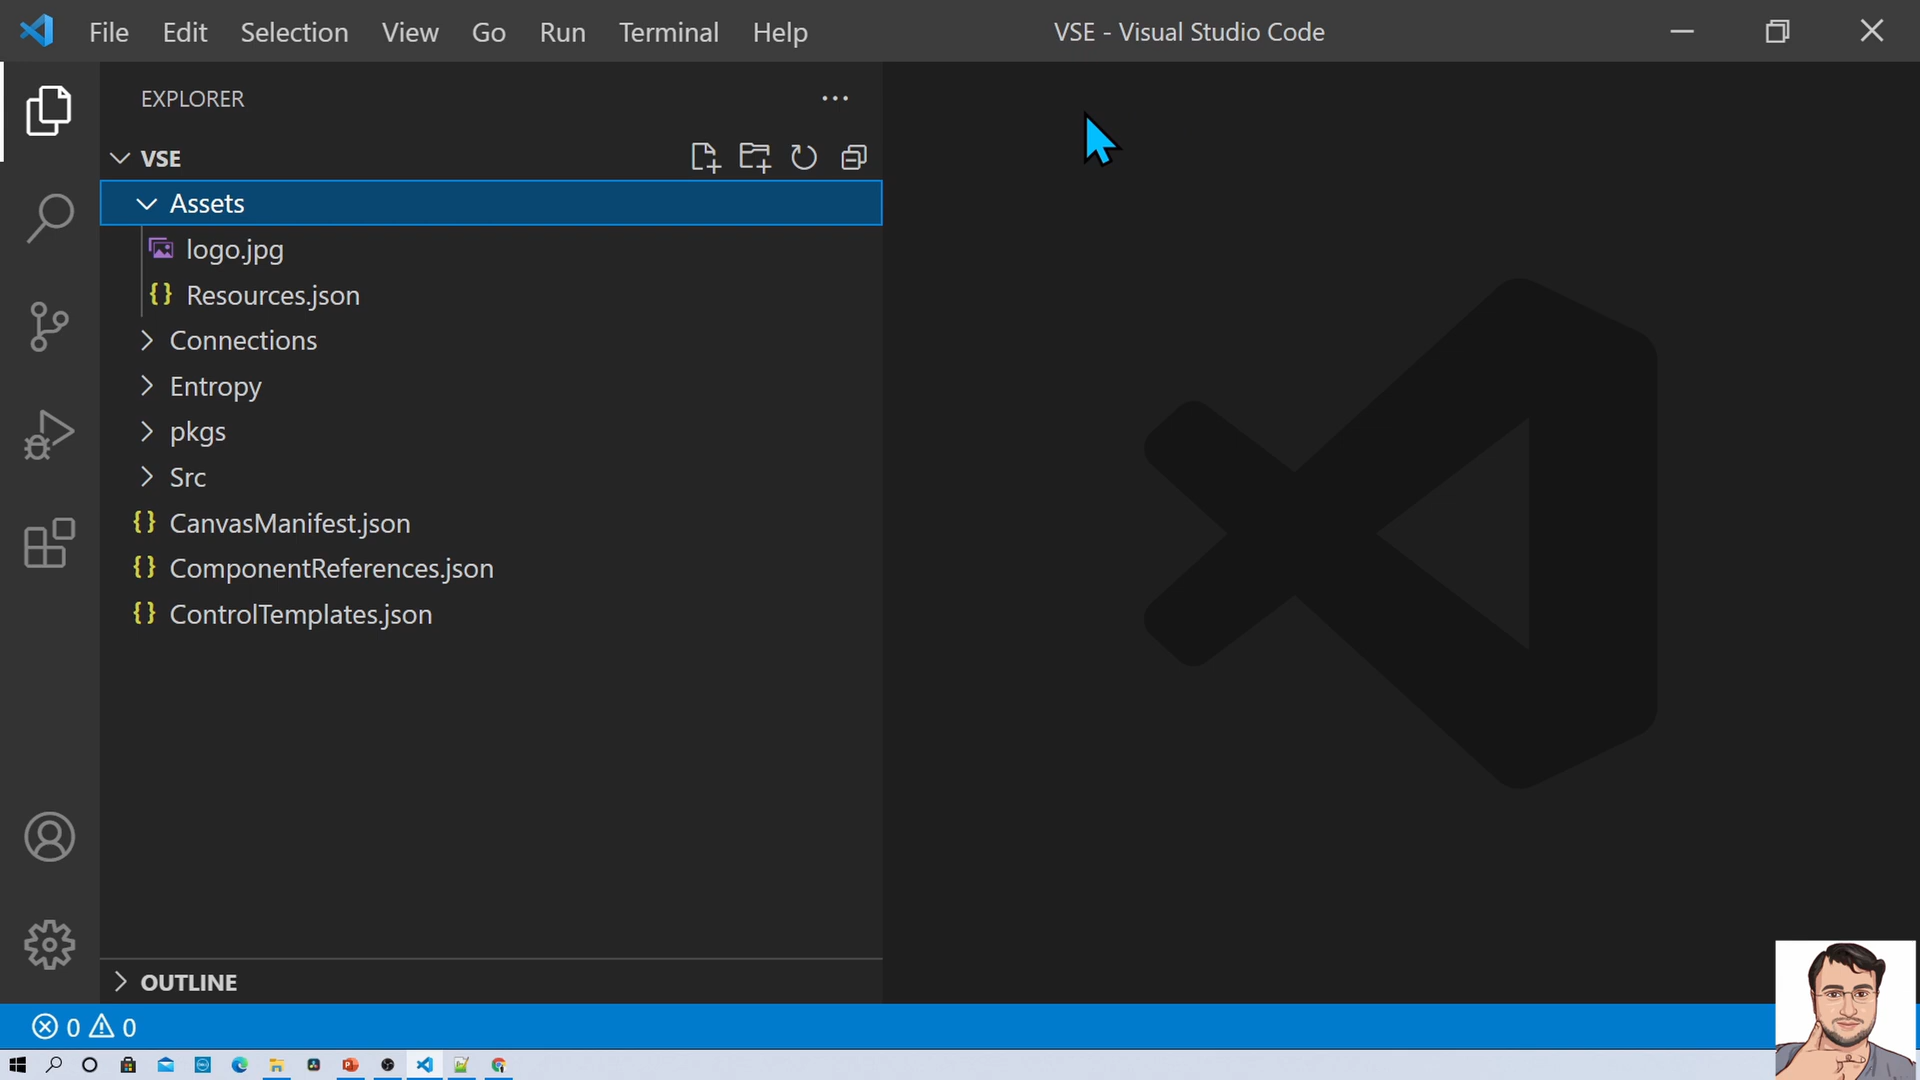 File Edit Selection View Go Run Terminal Help VSE - Visual Studio Code
EXPLORER
VSE
Assets
logo.jpg
Resources.json
Connections
Entropy
pkgs
Src
CanvasManifest.json
ComponentReferences.json
ControlTemplates.json
OUTLINE
0 0